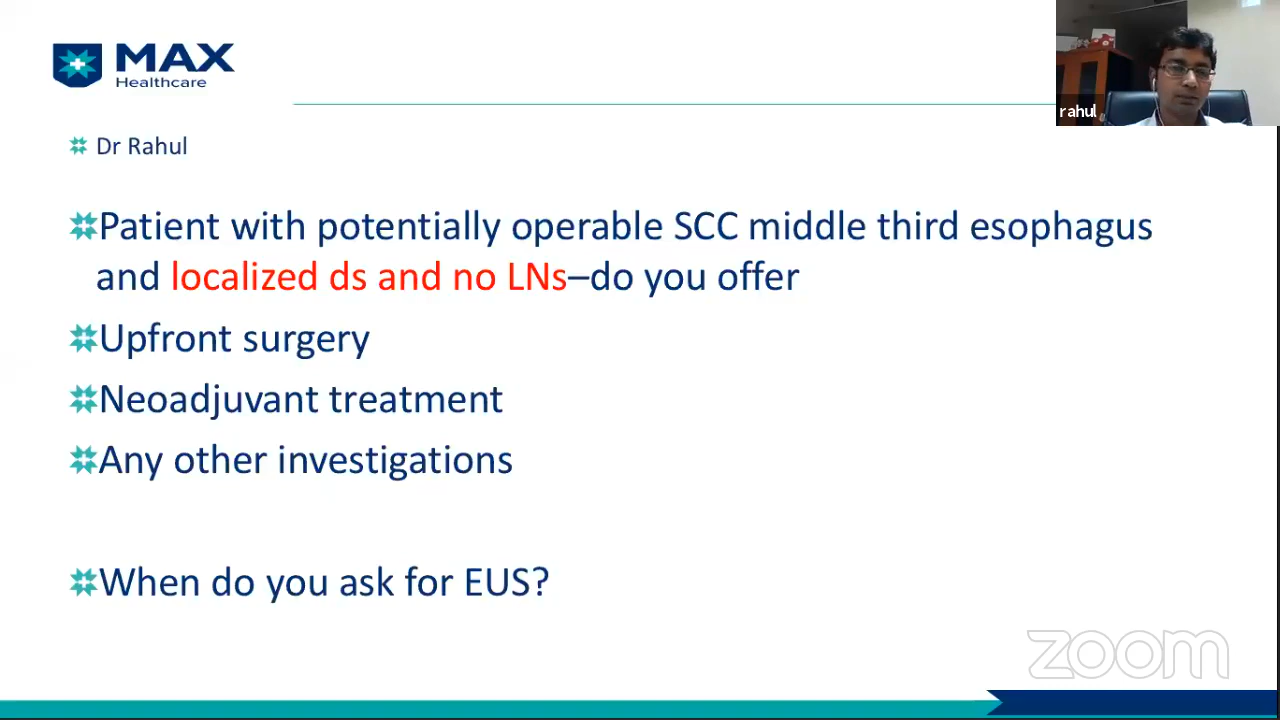 MAX
Healthcare
rahul
Dr Rahul
Patient with potentially operable SCC middle third esophagus
and localized ds and no LNs–do you offer
Upfront surgery
Neoadjuvant treatment
Any other investigations
When do you ask for EUS?
zoom